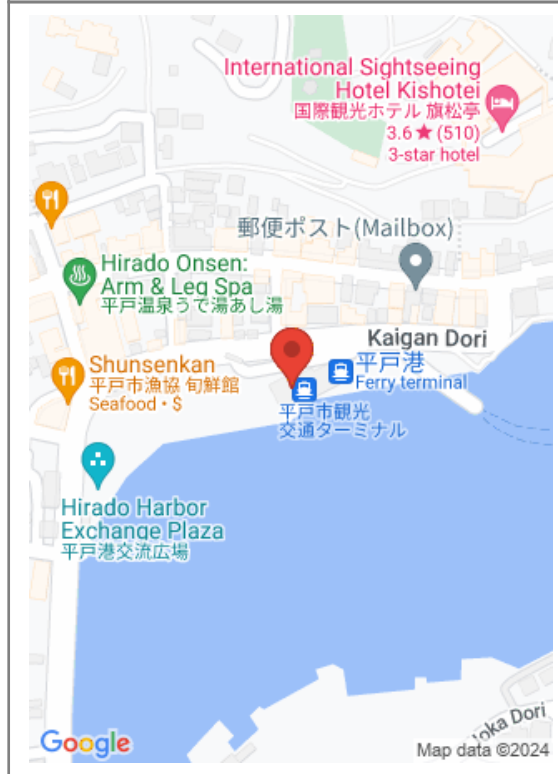 International Sightseeing
Hotel Kishotei
国際観光ホテル 旗松亭
3.6★(510)
3-star hotel
郵便ポスト(Mailbox)
Hirado Onsen:
Arm & Leg Spa
平戸温泉うで湯あし湯
Kaigan Dori
Shunsenkan
平戸市漁協 旬鮮館
Seafood • $
平戸港
Ferry terminal
平戸市観光
交通ターミナル
Hirado Harbor
Exchange Plaza
平戸港交流広場
Dori
Google
Map data ©2024